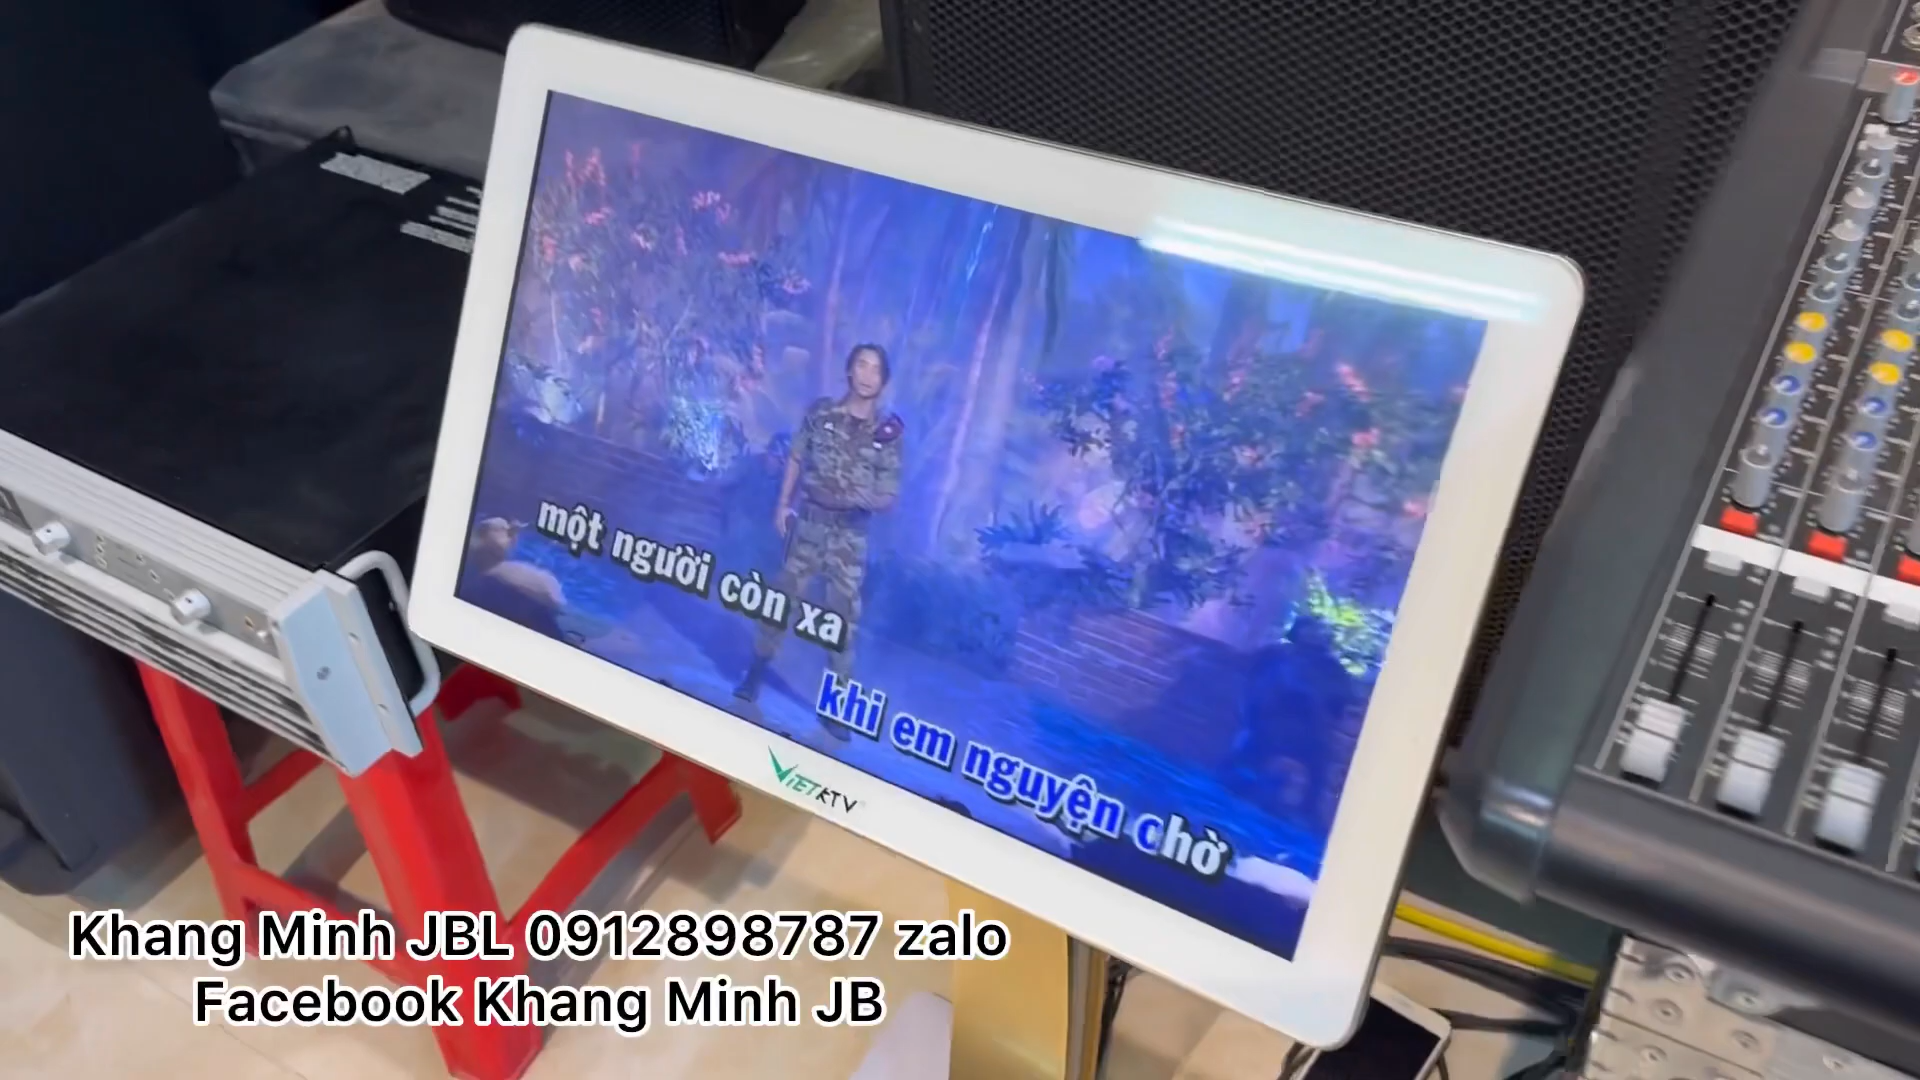 một người còn xa
khi em nguyện chờ
VIETKTV
Khang Minh JBL 0912898787 zalo
Facebook Khang Minh JB